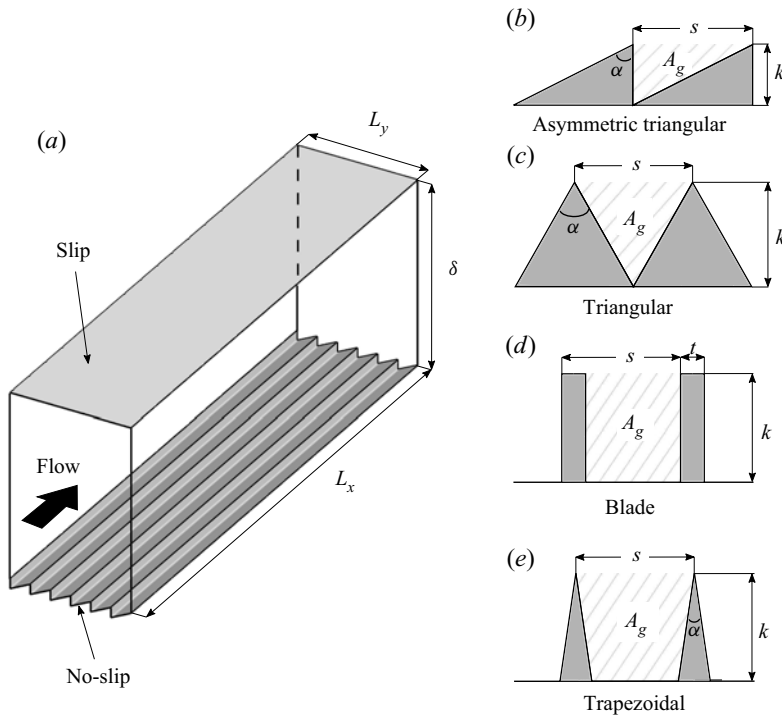 (a)
L_y
Slip
δ
Flow
L_x
No-slip
(b)
s
α
A_g
k
Asymmetric triangular
(c)
s
α
A_g
k
Triangular
(d)
s
t
A_g
k
Blade
(e)
s
A_g
α
k
Trapezoidal